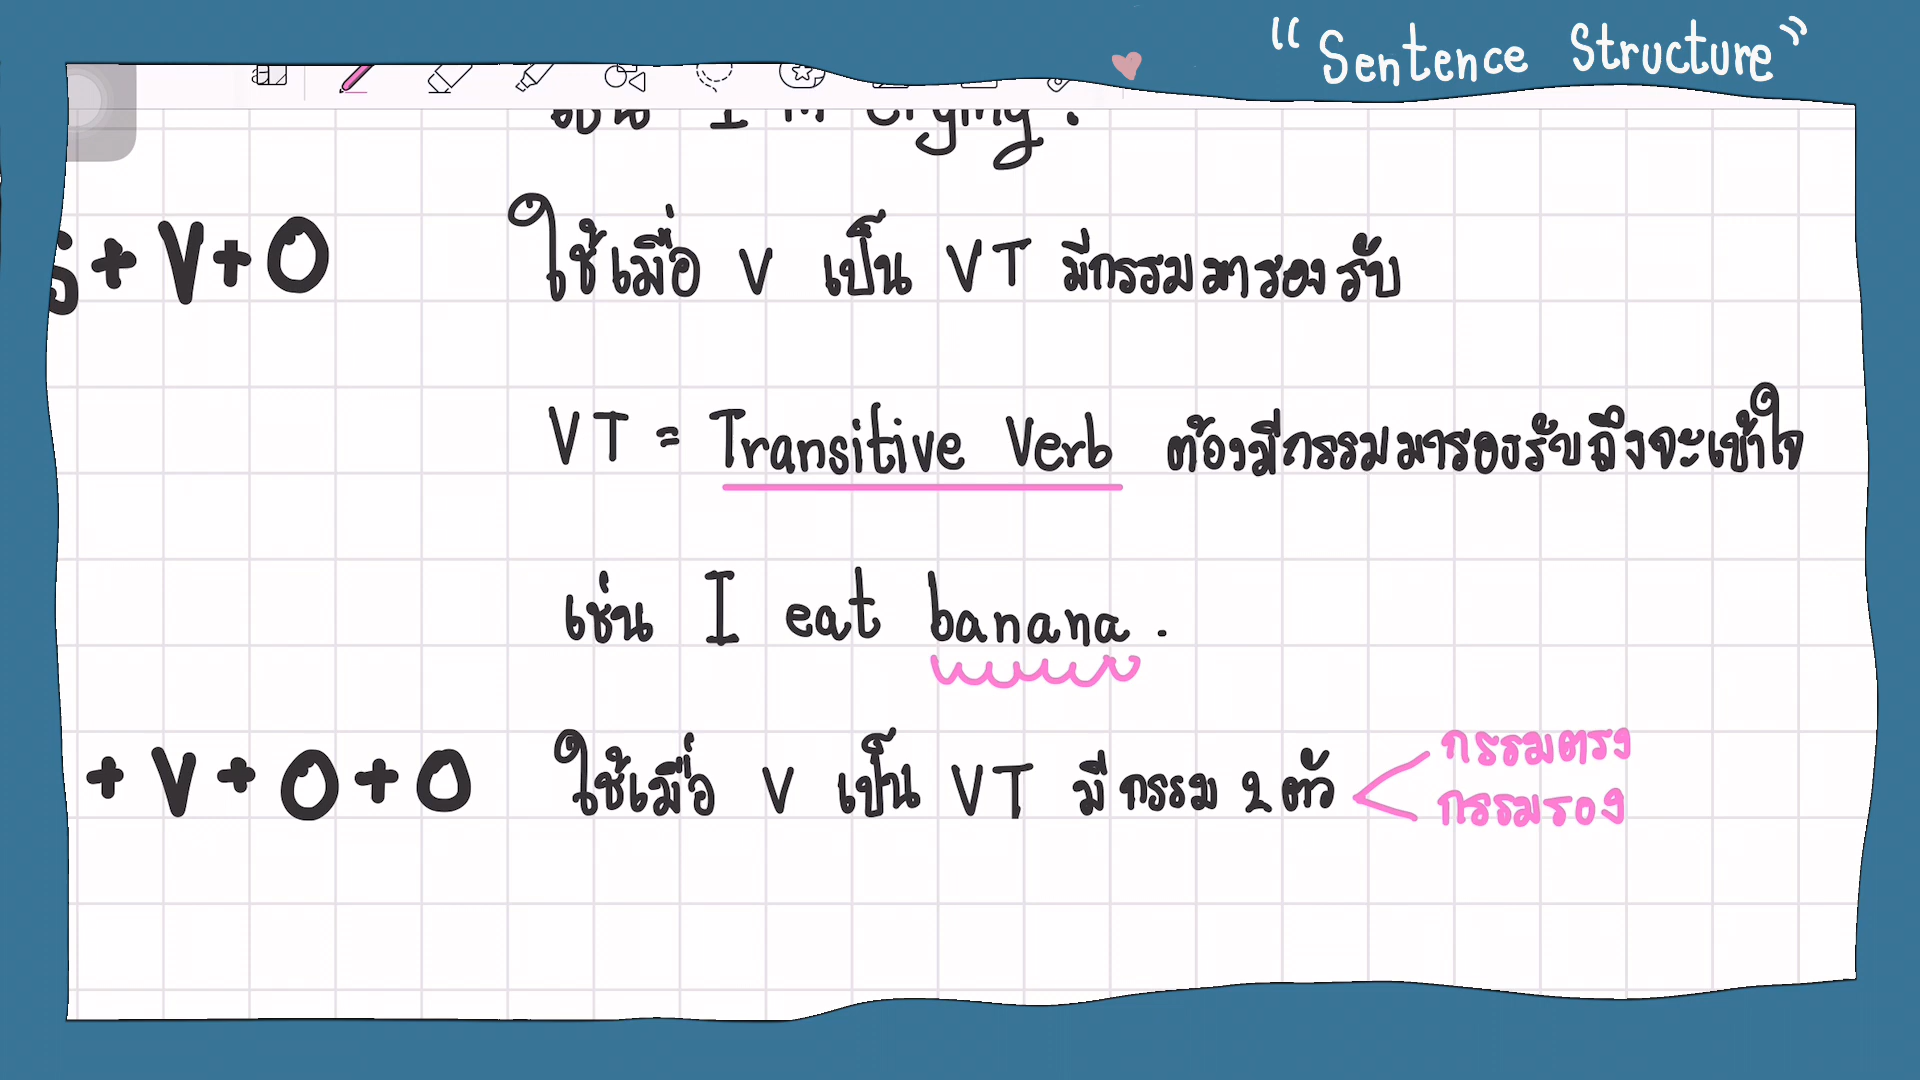 "Sentence Structure"
เช่น I'm crying.
S + V + O ใช้เมื่อ V เป็น VT มีกรรมมารองรับ
VT = Transitive Verb ต้องมีกรรมมารองรับถึงจะเข้าใจ
เช่น I eat banana.
+ V + O + O ใช้เมื่อ V เป็น VT มีกรรม 2 ตัว
กรรมตรง
กรรมรอง